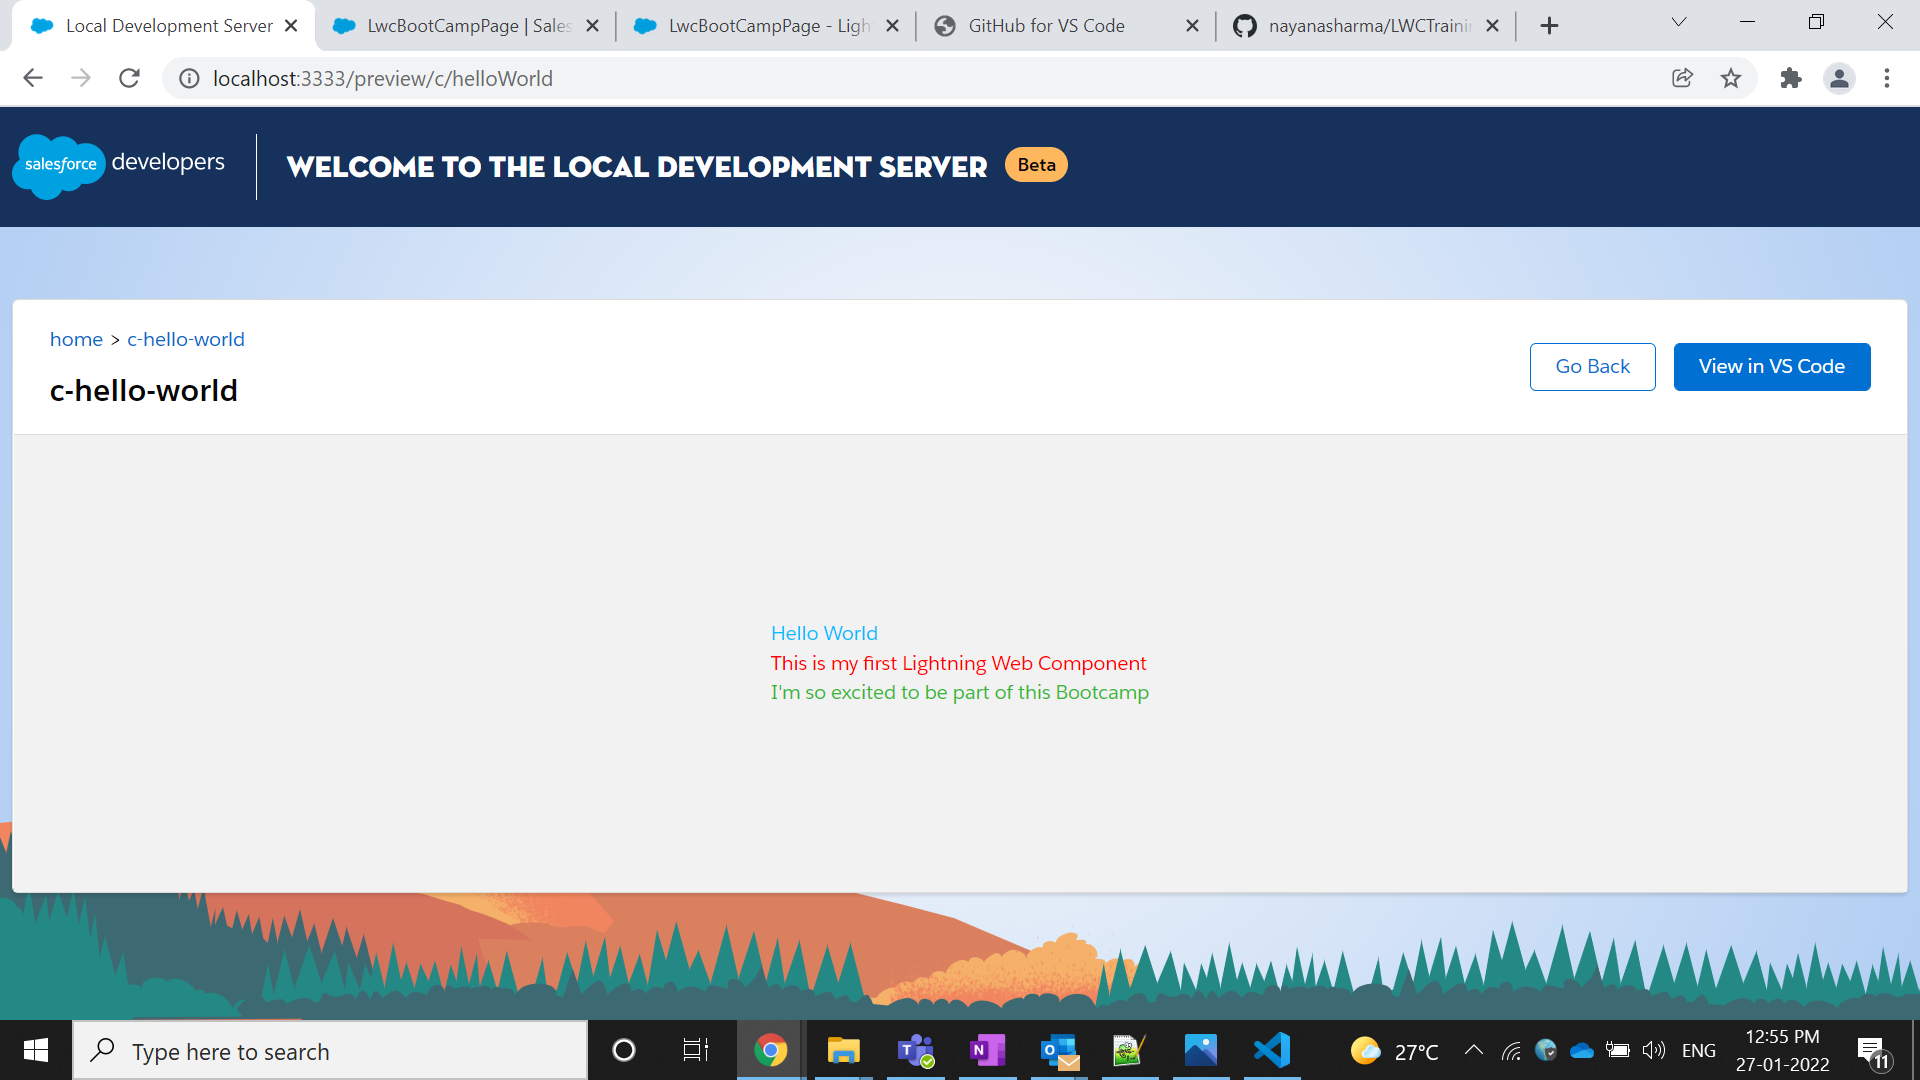 Local Development Server
LwcBootCampPage | Sales
LwcBootCampPage - Ligh
GitHub for VS Code
nayanasharma/LWCTraini
localhost:3333/preview/c/helloWorld
salesforce developers
WELCOME TO THE LOCAL DEVELOPMENT SERVER
Beta
home > c-hello-world
c-hello-world
Go Back
View in VS Code
Hello World
This is my first Lightning Web Component
I'm so excited to be part of this Bootcamp
Type here to search
27°C
ENG
12:55 PM
27-01-2022
11